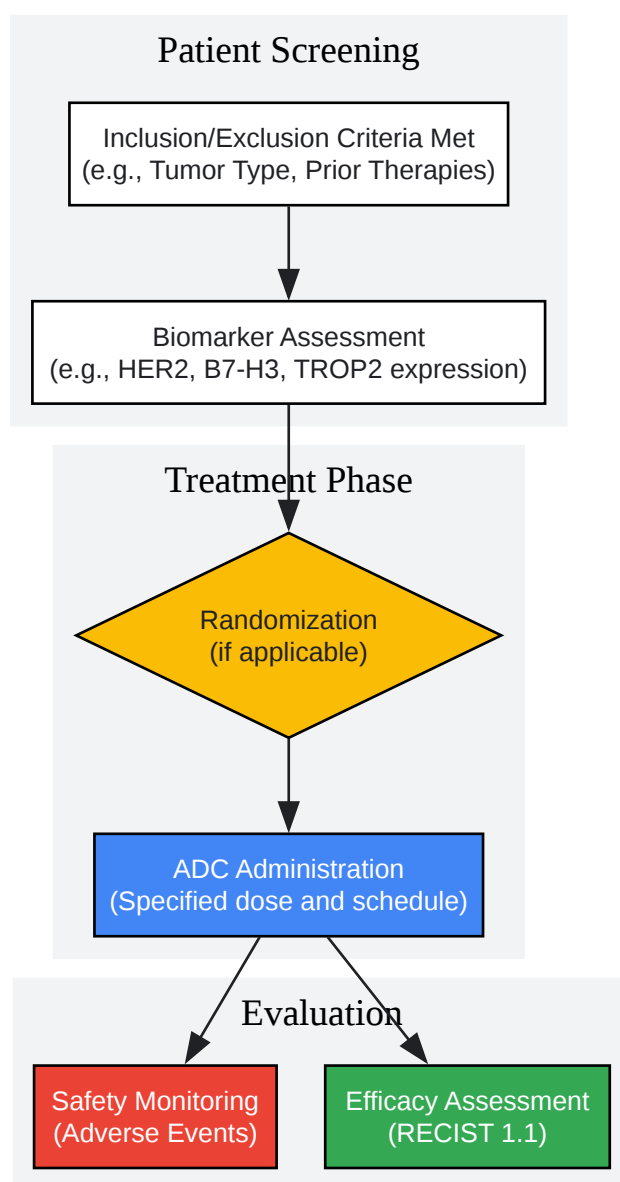 Patient Screening
Inclusion/Exclusion Criteria Met
(e.g., Tumor Type, Prior Therapies)
Biomarker Assessment
(e.g., HER2, B7-H3, TROP2 expression)
Treatment Phase
Randomization
(if applicable)
ADC Administration
(Specified dose and schedule)
Evaluation
Safety Monitoring
(Adverse Events)
Efficacy Assessment
(RECIST 1.1)